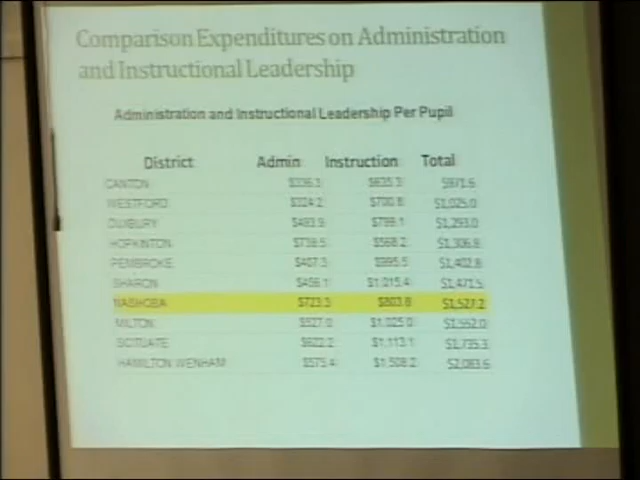 Comparison Expenditures on Administration
and Instructional Leadership
Administration and Instructional Leadership Per Pupil
District Admin Instruction Total
CANTON $336.3 $635.3 $971.6
WESTFORD $324.2 $700.8 $1,025.0
DUXBURY $493.9 $799.1 $1,293.0
HOPKINTON $738.5 $568.2 $1,306.8
PEMBROKE $407.3 $995.5 $1,402.8
SHARON $456.1 $1,015.4 $1,471.5
NASHOBA $723.3 $803.8 $1,527.2
MILTON $527.0 $1,025.0 $1,552.0
SCITUATE $622.2 $1,113.1 $1,735.3
HAMILTON WENHAM $575.4 $1,508.2 $2,083.6